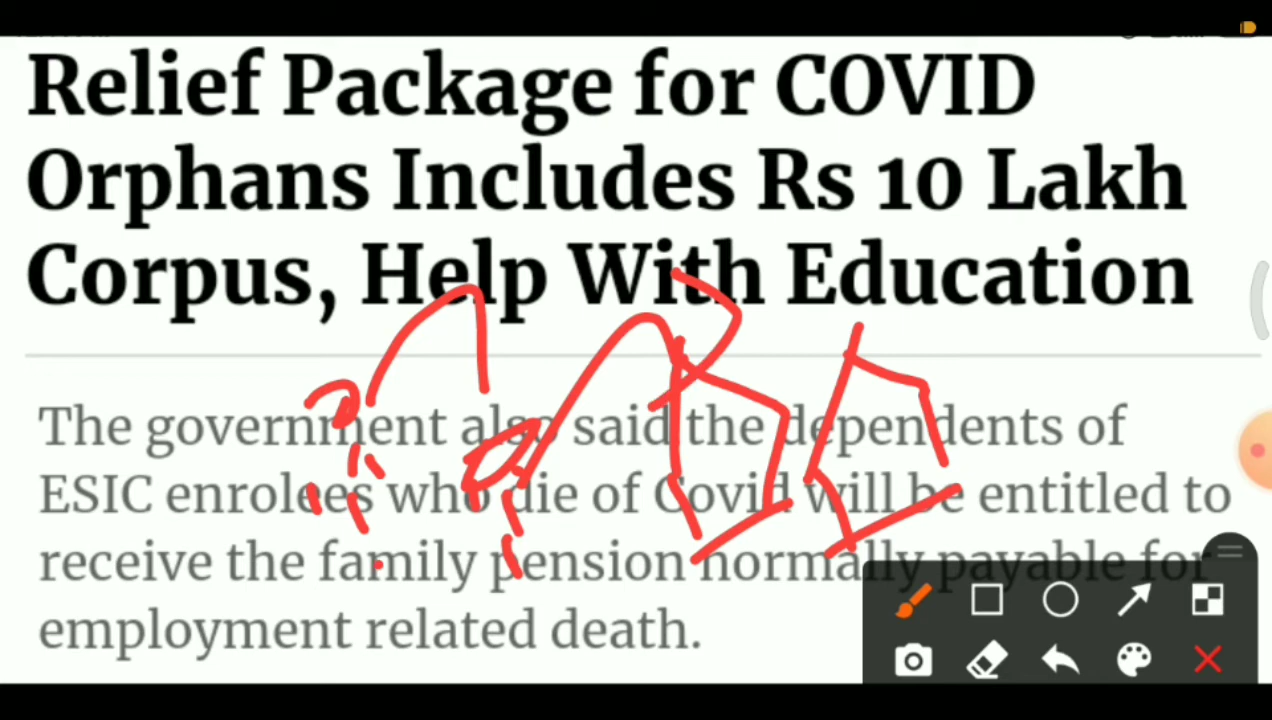 Relief Package for COVID
Orphans Includes Rs 10 Lakh
Corpus, Help With Education
The government also said the dependents of
ESIC enrolees who die of Covid will be entitled to
receive the family pension normally payable for
employment related death.